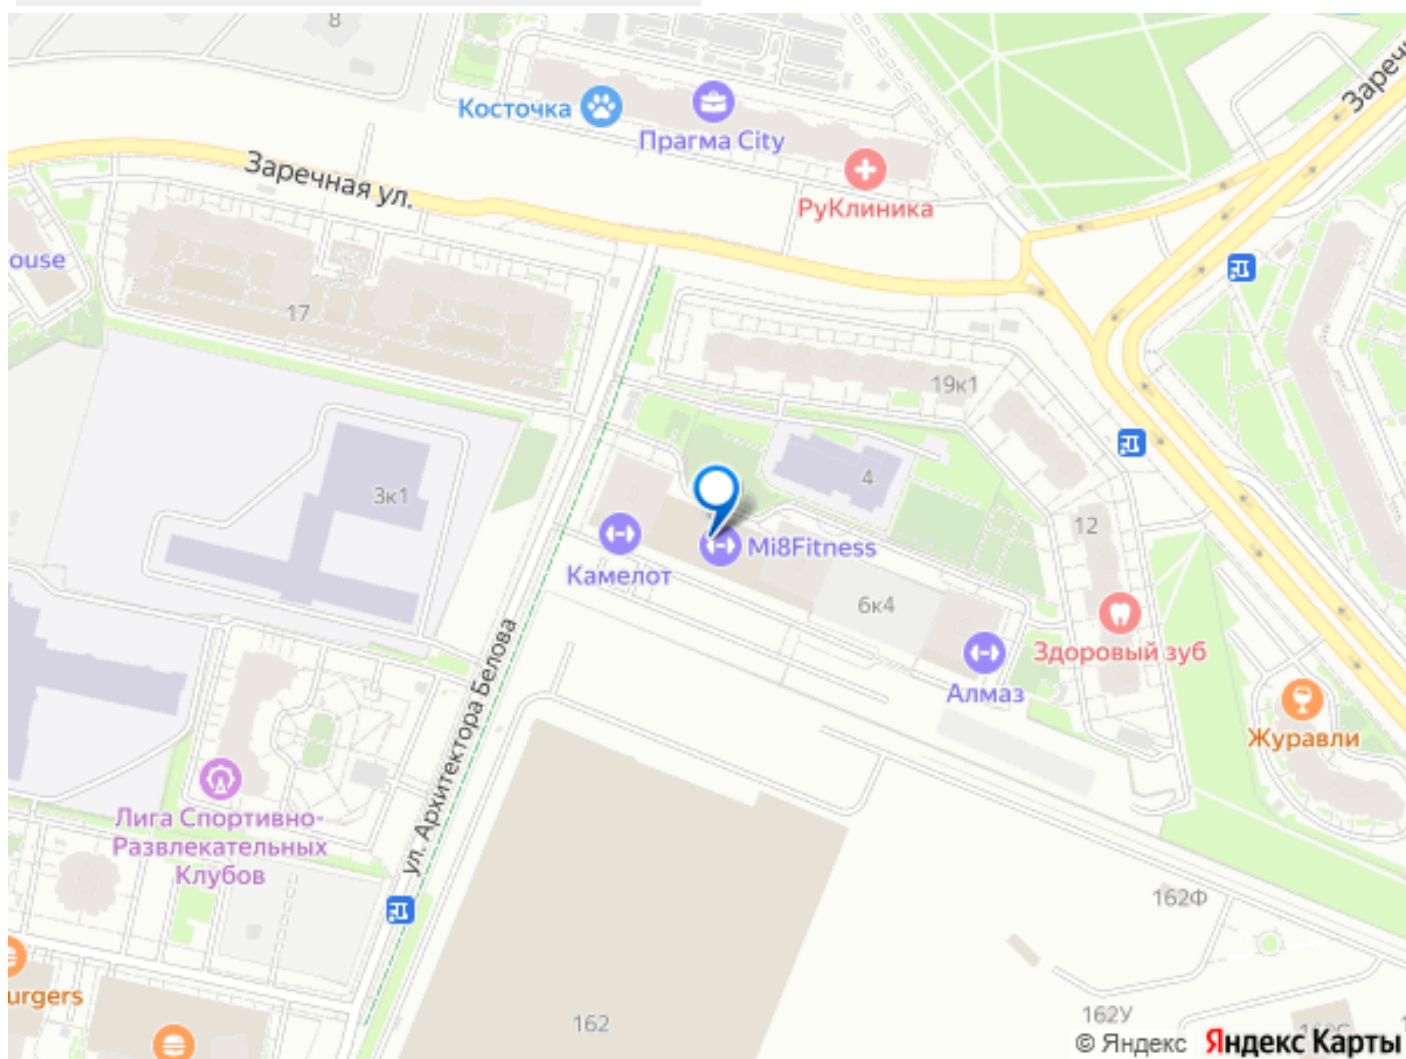 8
Косточка
Прагма City
Заречная ул.
РуКлиника
ouse
17
19к1
3к1
4
12
Mi8Fitness
Камелот
6к4
Здоровый зуб
Алмаз
Журавли
ул. Архитектора Белова
Лига Спортивно-
Развлекательных
Клубов
162Ф
urgers
162
162У
© Яндекс Яндекс Карты